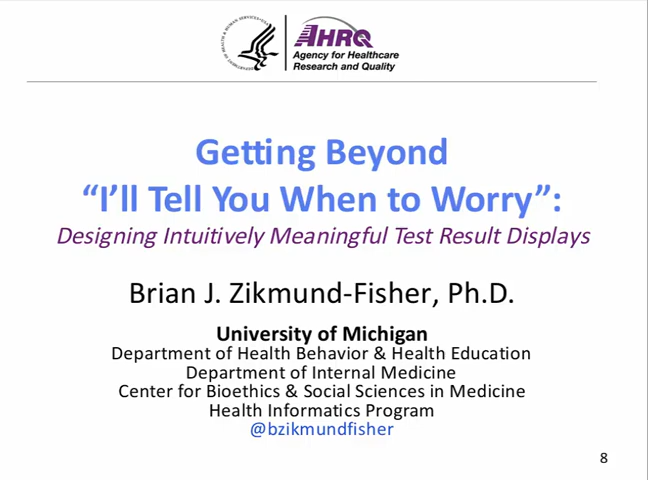 AHRQ
Agency for Healthcare
Research and Quality
Getting Beyond
“I’ll Tell You When to Worry”:
Designing Intuitively Meaningful Test Result Displays
Brian J. Zikmund-Fisher, Ph.D.
University of Michigan
Department of Health Behavior & Health Education
Department of Internal Medicine
Center for Bioethics & Social Sciences in Medicine
Health Informatics Program
@bzikmundfisher
8